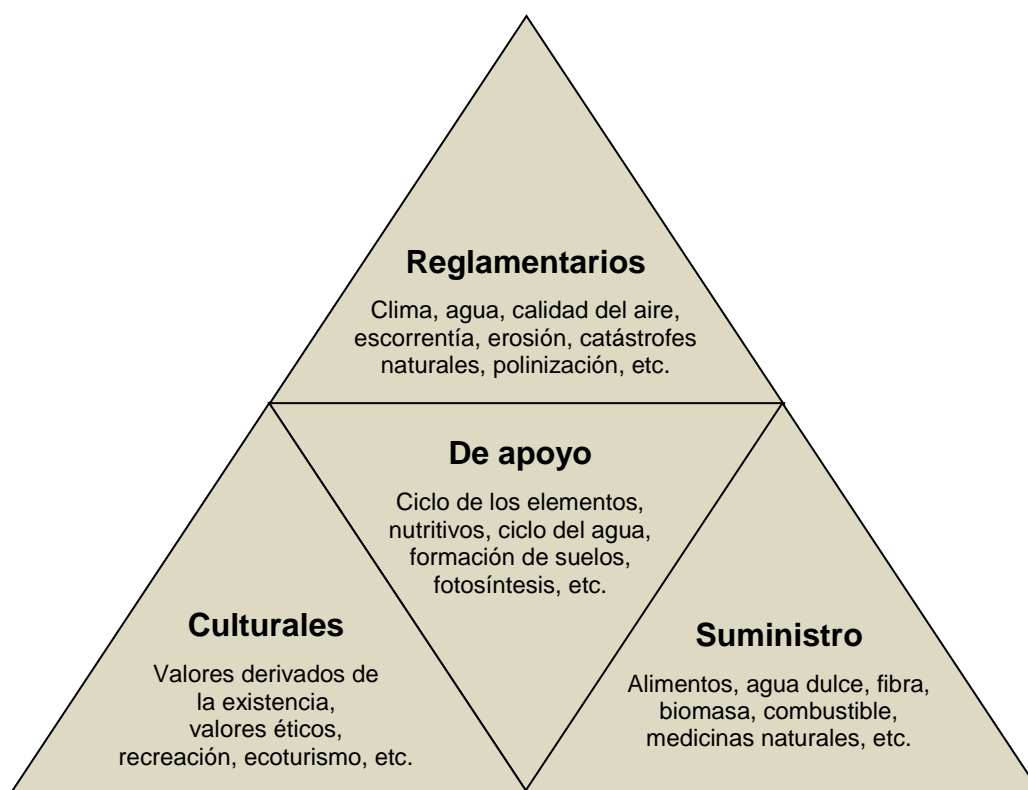 Reglamentarios
Clima, agua, calidad del aire,
escorrentía, erosión, catástrofes
naturales, polinización, etc.
De apoyo
Ciclo de los elementos,
nutritivos, ciclo del agua,
formación de suelos,
fotosíntesis, etc.
Culturales
Valores derivados de
la existencia,
valores éticos,
recreación, ecoturismo, etc.
Suministro
Alimentos, agua dulce, fibra,
biomasa, combustible,
medicinas naturales, etc.